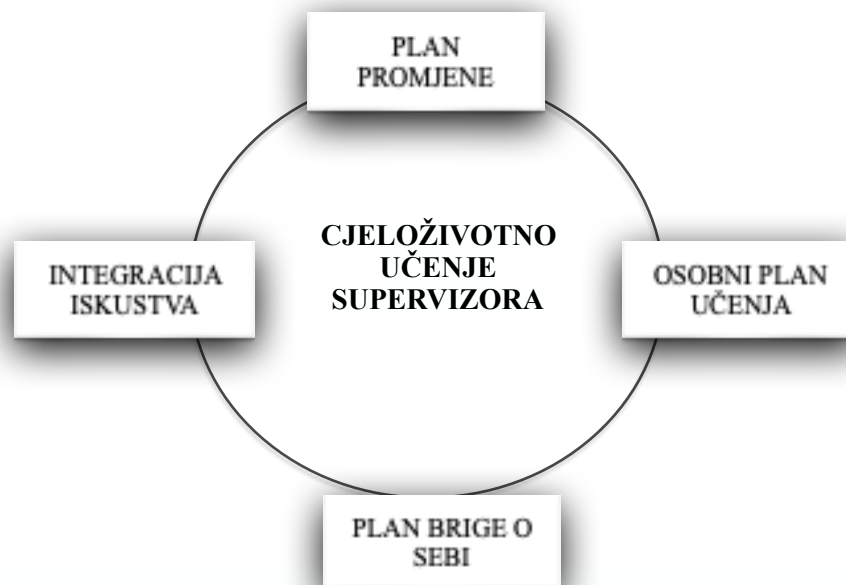 PLAN
PROMJENE
CJELOŽIVOTNO
UČENJE
SUPERVIZORA
INTEGRACIJA
ISKUSTVA
OSOBNI PLAN
UČENJA
PLAN BRIGE O
SEBI